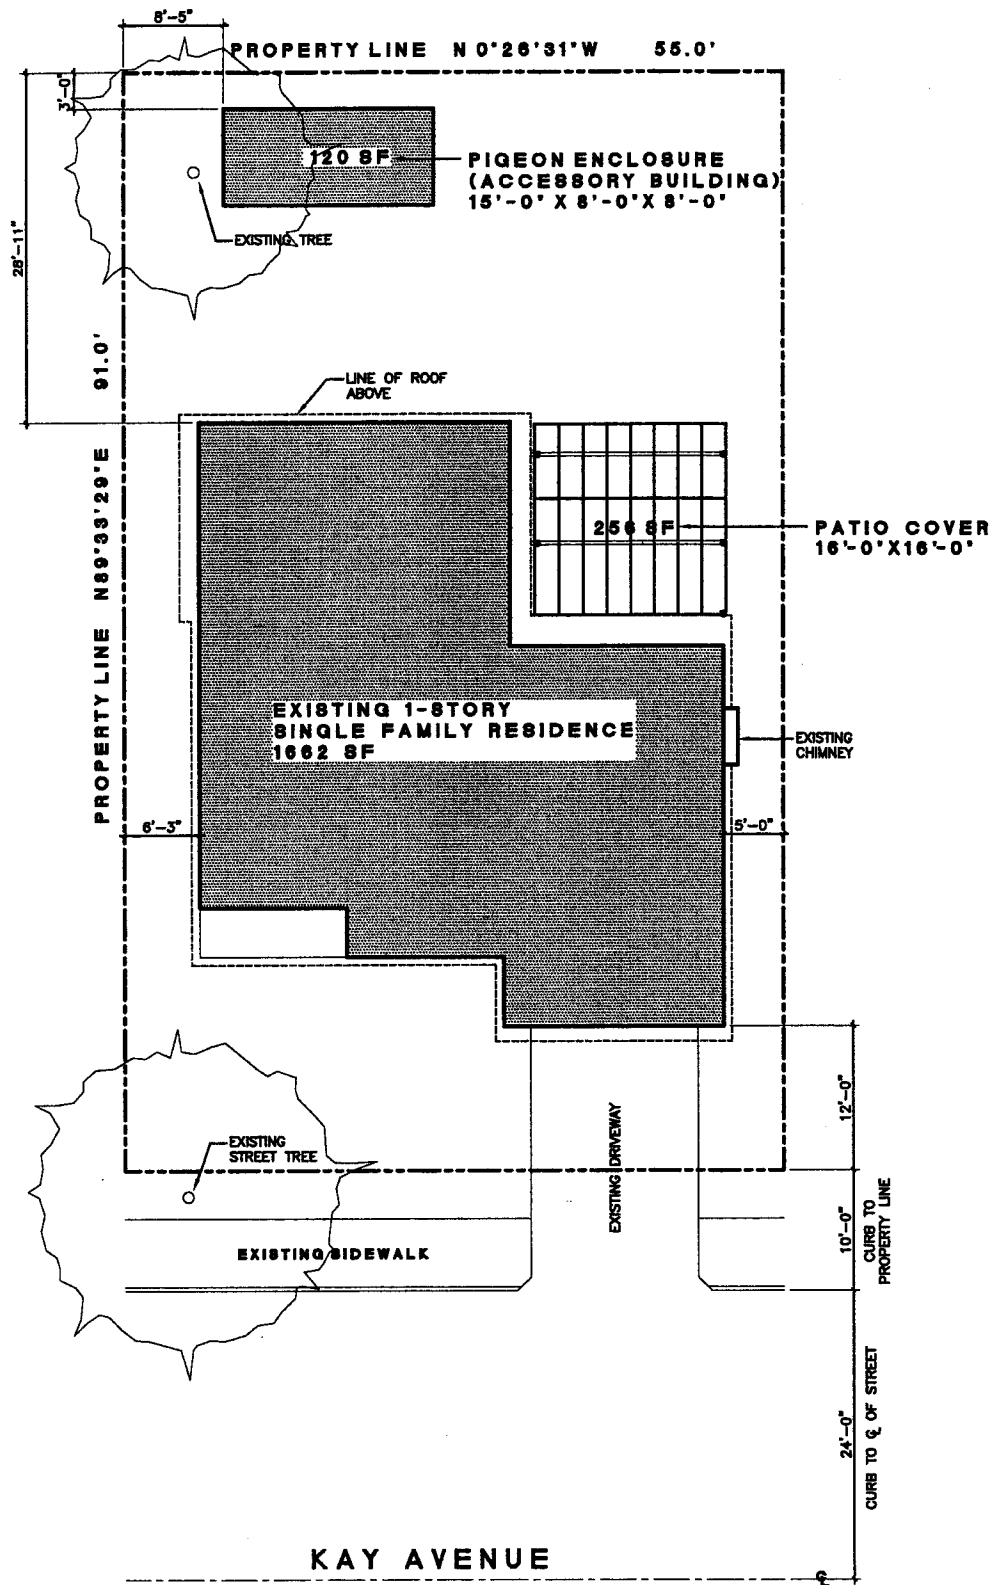 8'-5"
PROPERTY LINE N 0°26'31"W 55.0'
3'-0"
120 SF
PIGEON ENCLOSURE
(ACCESSORY BUILDING)
15'-0" X 8'-0"X 8'-0"
EXISTING TREE
28'-11"
PROPERTY LINE N89°33'29"E 91.0'
LINE OF ROOF
ABOVE
256 SF
PATIO COVER
16'-0"X16'-0"
EXISTING 1-STORY
SINGLE FAMILY RESIDENCE
1662 SF
EXISTING
CHIMNEY
6'-3"
5'-0"
12'-0"
EXISTING
STREET TREE
EXISTING DRIVEWAY
10'-0"
CURB TO
PROPERTY LINE
EXISTING SIDEWALK
24'-0"
CURB TO ℄ OF STREET
KAY AVENUE
℄